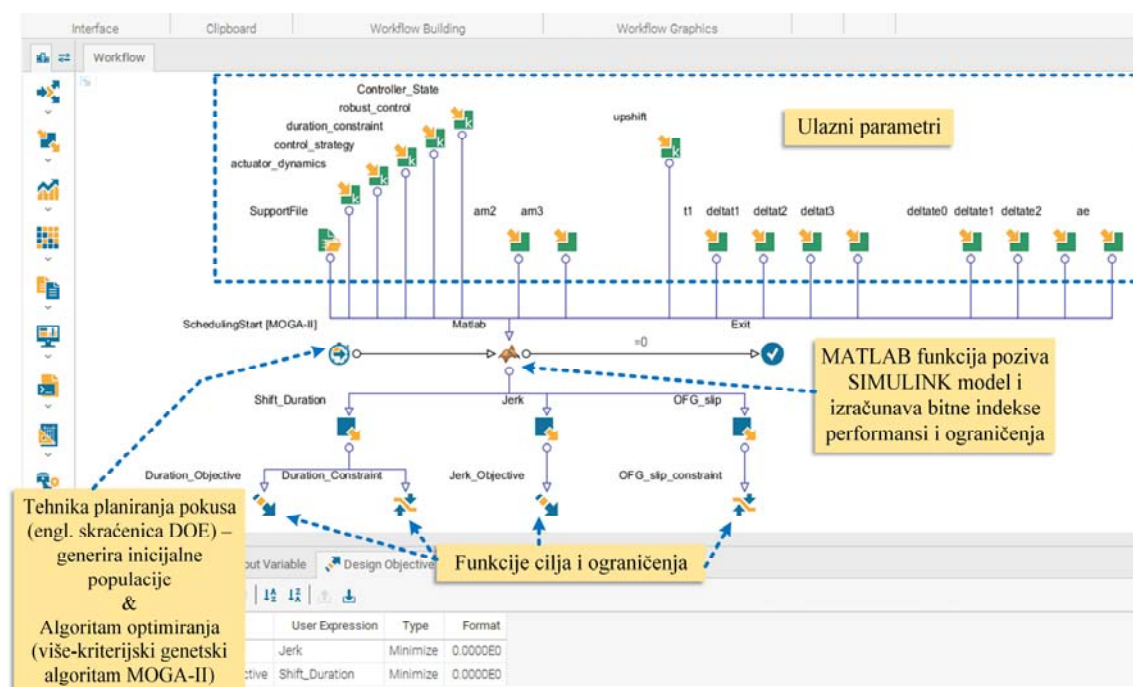 Interface Clipboard Workflow Building Workflow Graphics
Workflow
Controller_State
robust_control
duration_constraint
control_strategy
actuator_dynamics
upshift
Ulazni parametri
SupportFile am2 am3 t1 deltat1 deltat2 deltat3 deltate0 deltate1 deltate2 ae
SchedulingStart [MOGA-II] Matlab Exit
=0
MATLAB funkcija poziva
SIMULINK model i
izračunava bitne indekse
performansi i ograničenja
Shift_Duration Jerk OFG_slip
Duration_Objective Duration_Constraint Jerk_Objective OFG_slip_constraint
Tehnika planiranja pokusa
(engl. skraćenica DOE) –
generira inicijalne
populacije
&
Algoritam optimiranja
(više-kriterijski genetski
algoritam MOGA-II)
Funkcije cilja i ograničenja
Variable Design Objective
User Expression Type Format
Jerk Minimize 0.0000E0
Shift_Duration Minimize 0.0000E0